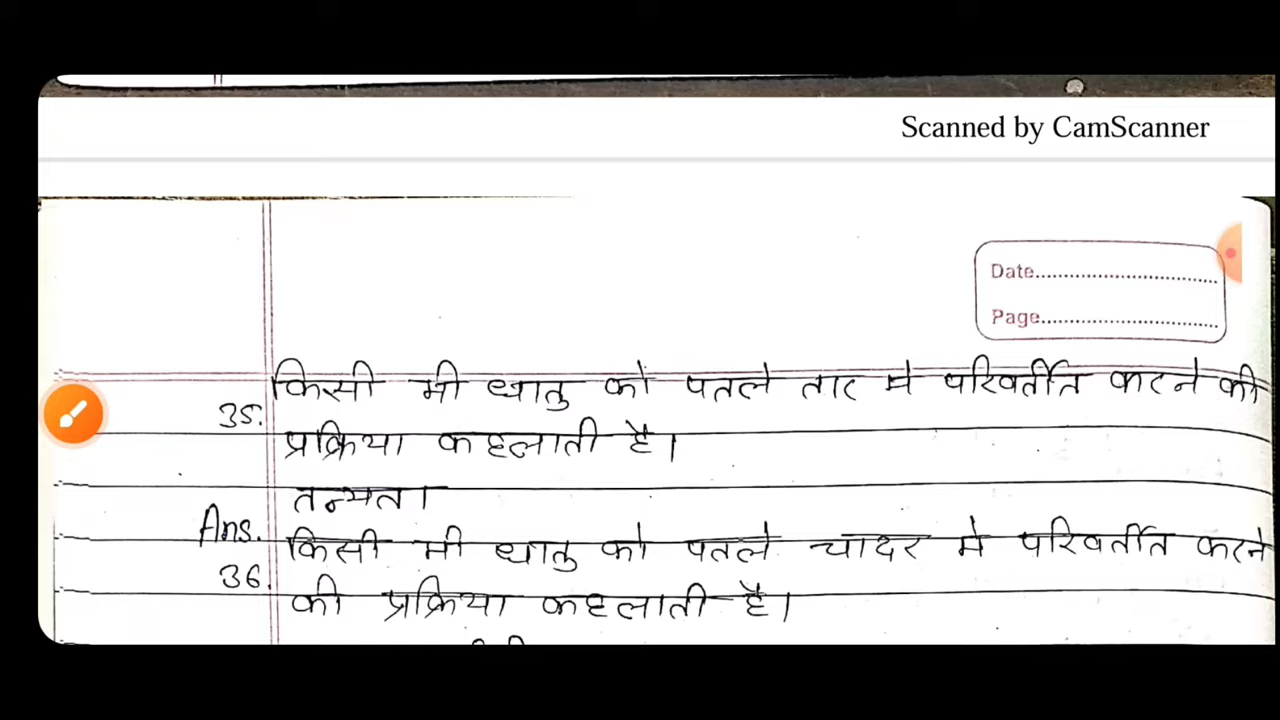 Scanned by CamScanner
Date
Page
35. किसी भी धातु को पतले तार मे परिवर्तीत करने की
प्रक्रिया कहलाती है।
Ans. तन्यता
36. किसी भी धातु को पतले चादर मे परिवर्तीत करने
की प्रक्रिया कहलाती है।